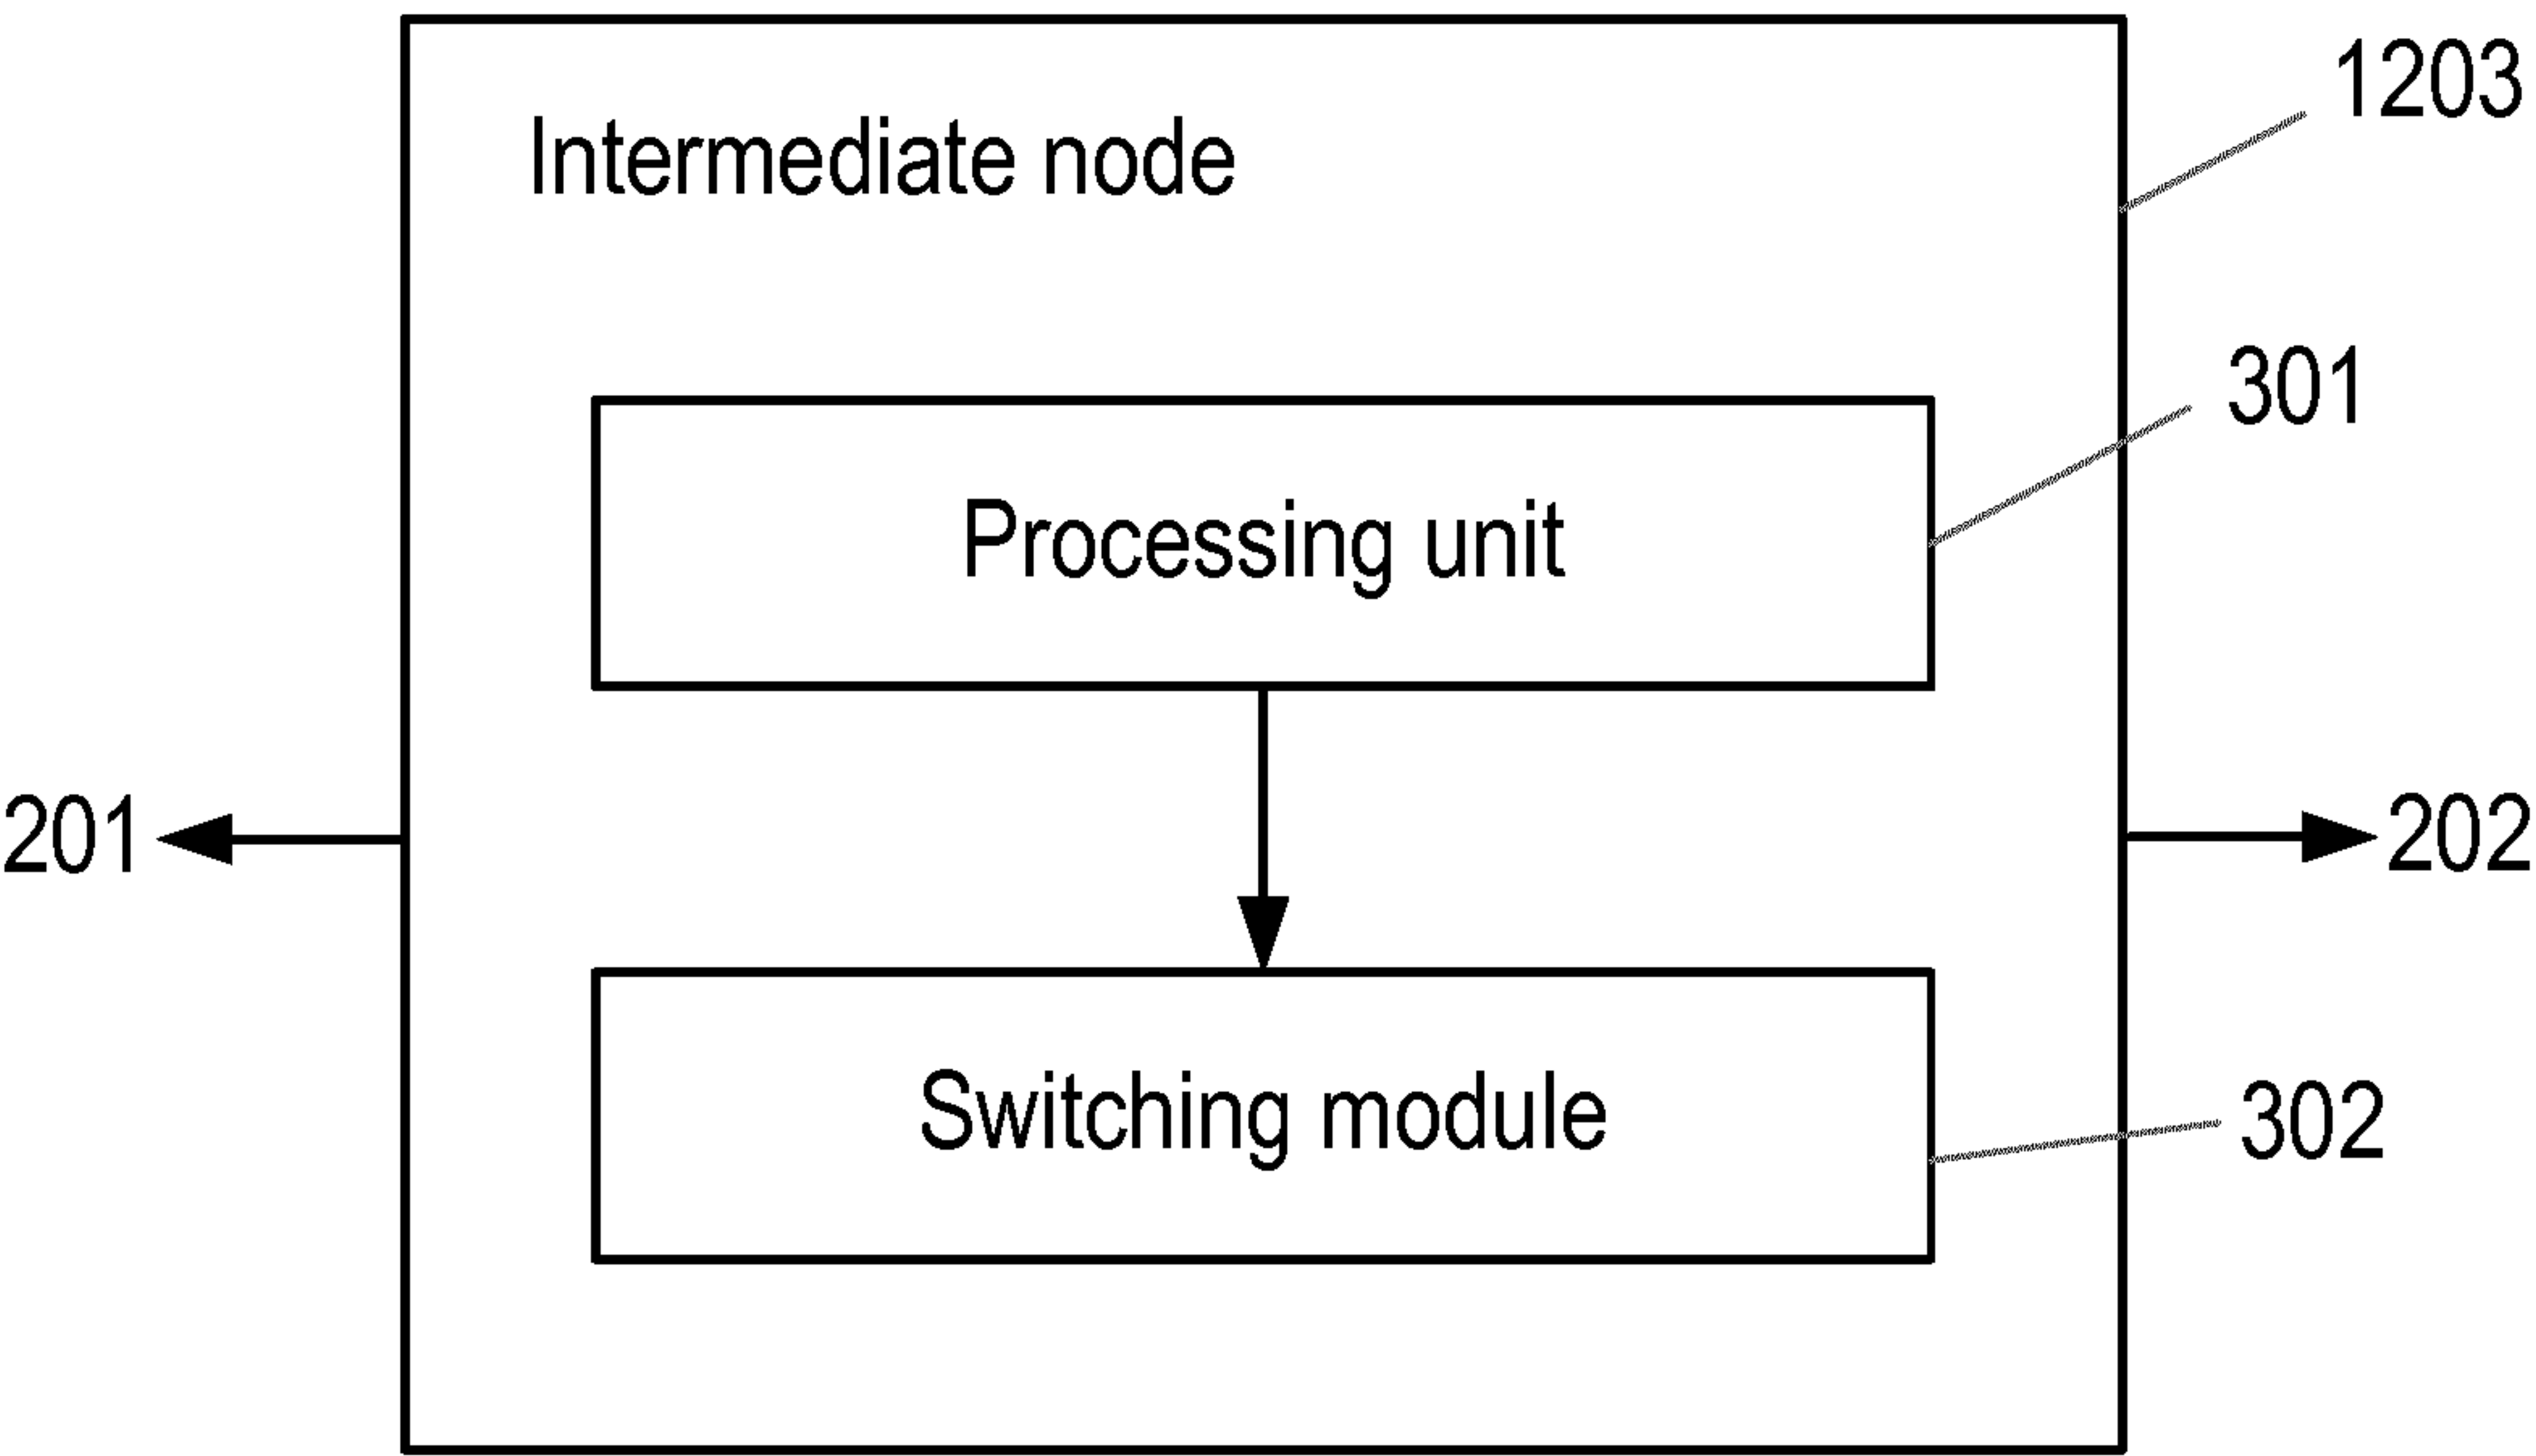 1203
Intermediate node
301
Processing unit
201
202
Switching module
302